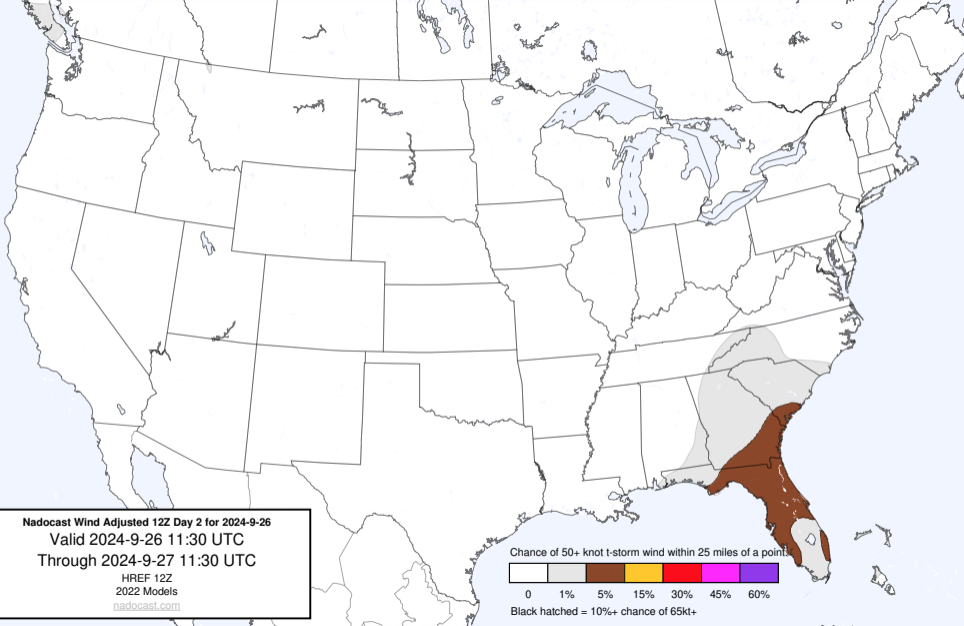 Nadocast Wind Adjusted 12Z Day 2 for 2024-9-26
Valid 2024-9-26 11:30 UTC
Through 2024-9-27 11:30 UTC
HREF 12Z
2022 Models
nadocast.com
Chance of 50+ knot t-storm wind within 25 miles of a point.
0 1% 5% 15% 30% 45% 60%
Black hatched = 10%+ chance of 65kt+